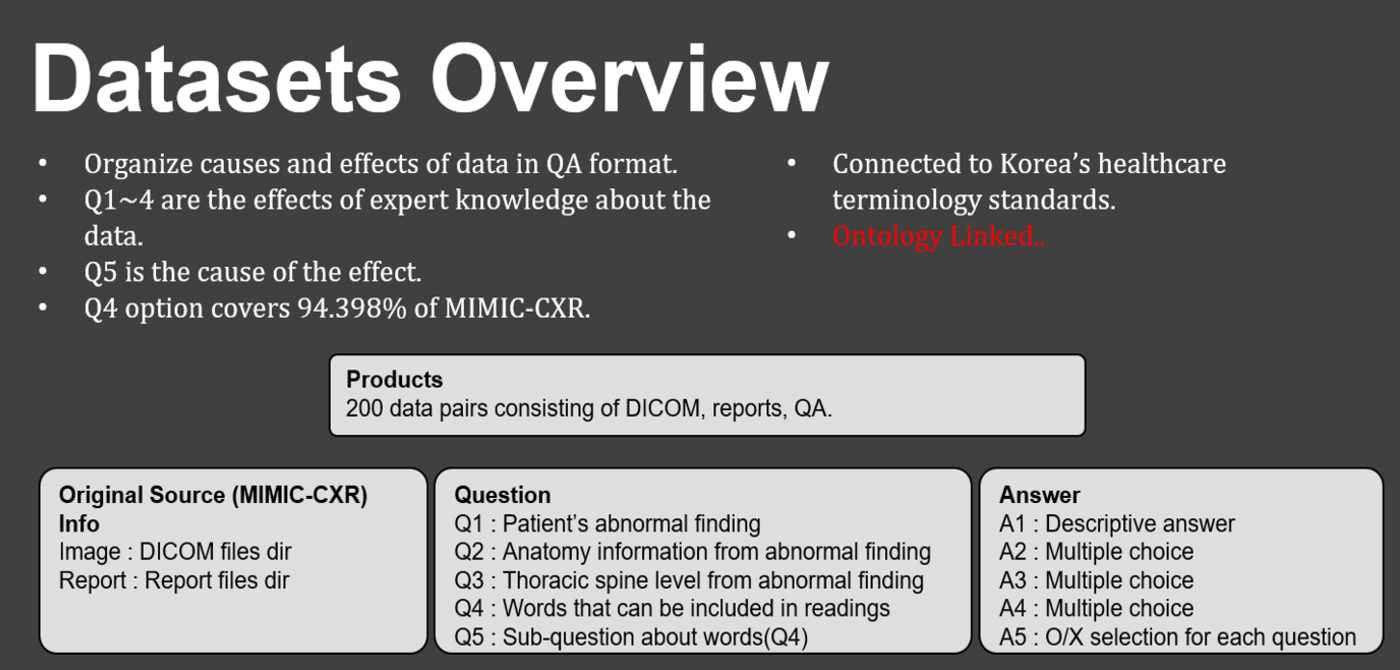 Datasets Overview
• Organize causes and effects of data in QA format.
• Q1~4 are the effects of expert knowledge about the
data.
• Q5 is the cause of the effect.
• Q4 option covers 94.398% of MIMIC-CXR.
• Connected to Korea’s healthcare
terminology standards.
• Ontology Linked..
Products
200 data pairs consisting of DICOM, reports, QA.
Original Source (MIMIC-CXR)
Info
Image : DICOM files dir
Report : Report files dir
Question
Q1 : Patient’s abnormal finding
Q2 : Anatomy information from abnormal finding
Q3 : Thoracic spine level from abnormal finding
Q4 : Words that can be included in readings
Q5 : Sub-question about words(Q4)
Answer
A1 : Descriptive answer
A2 : Multiple choice
A3 : Multiple choice
A4 : Multiple choice
A5 : O/X selection for each question